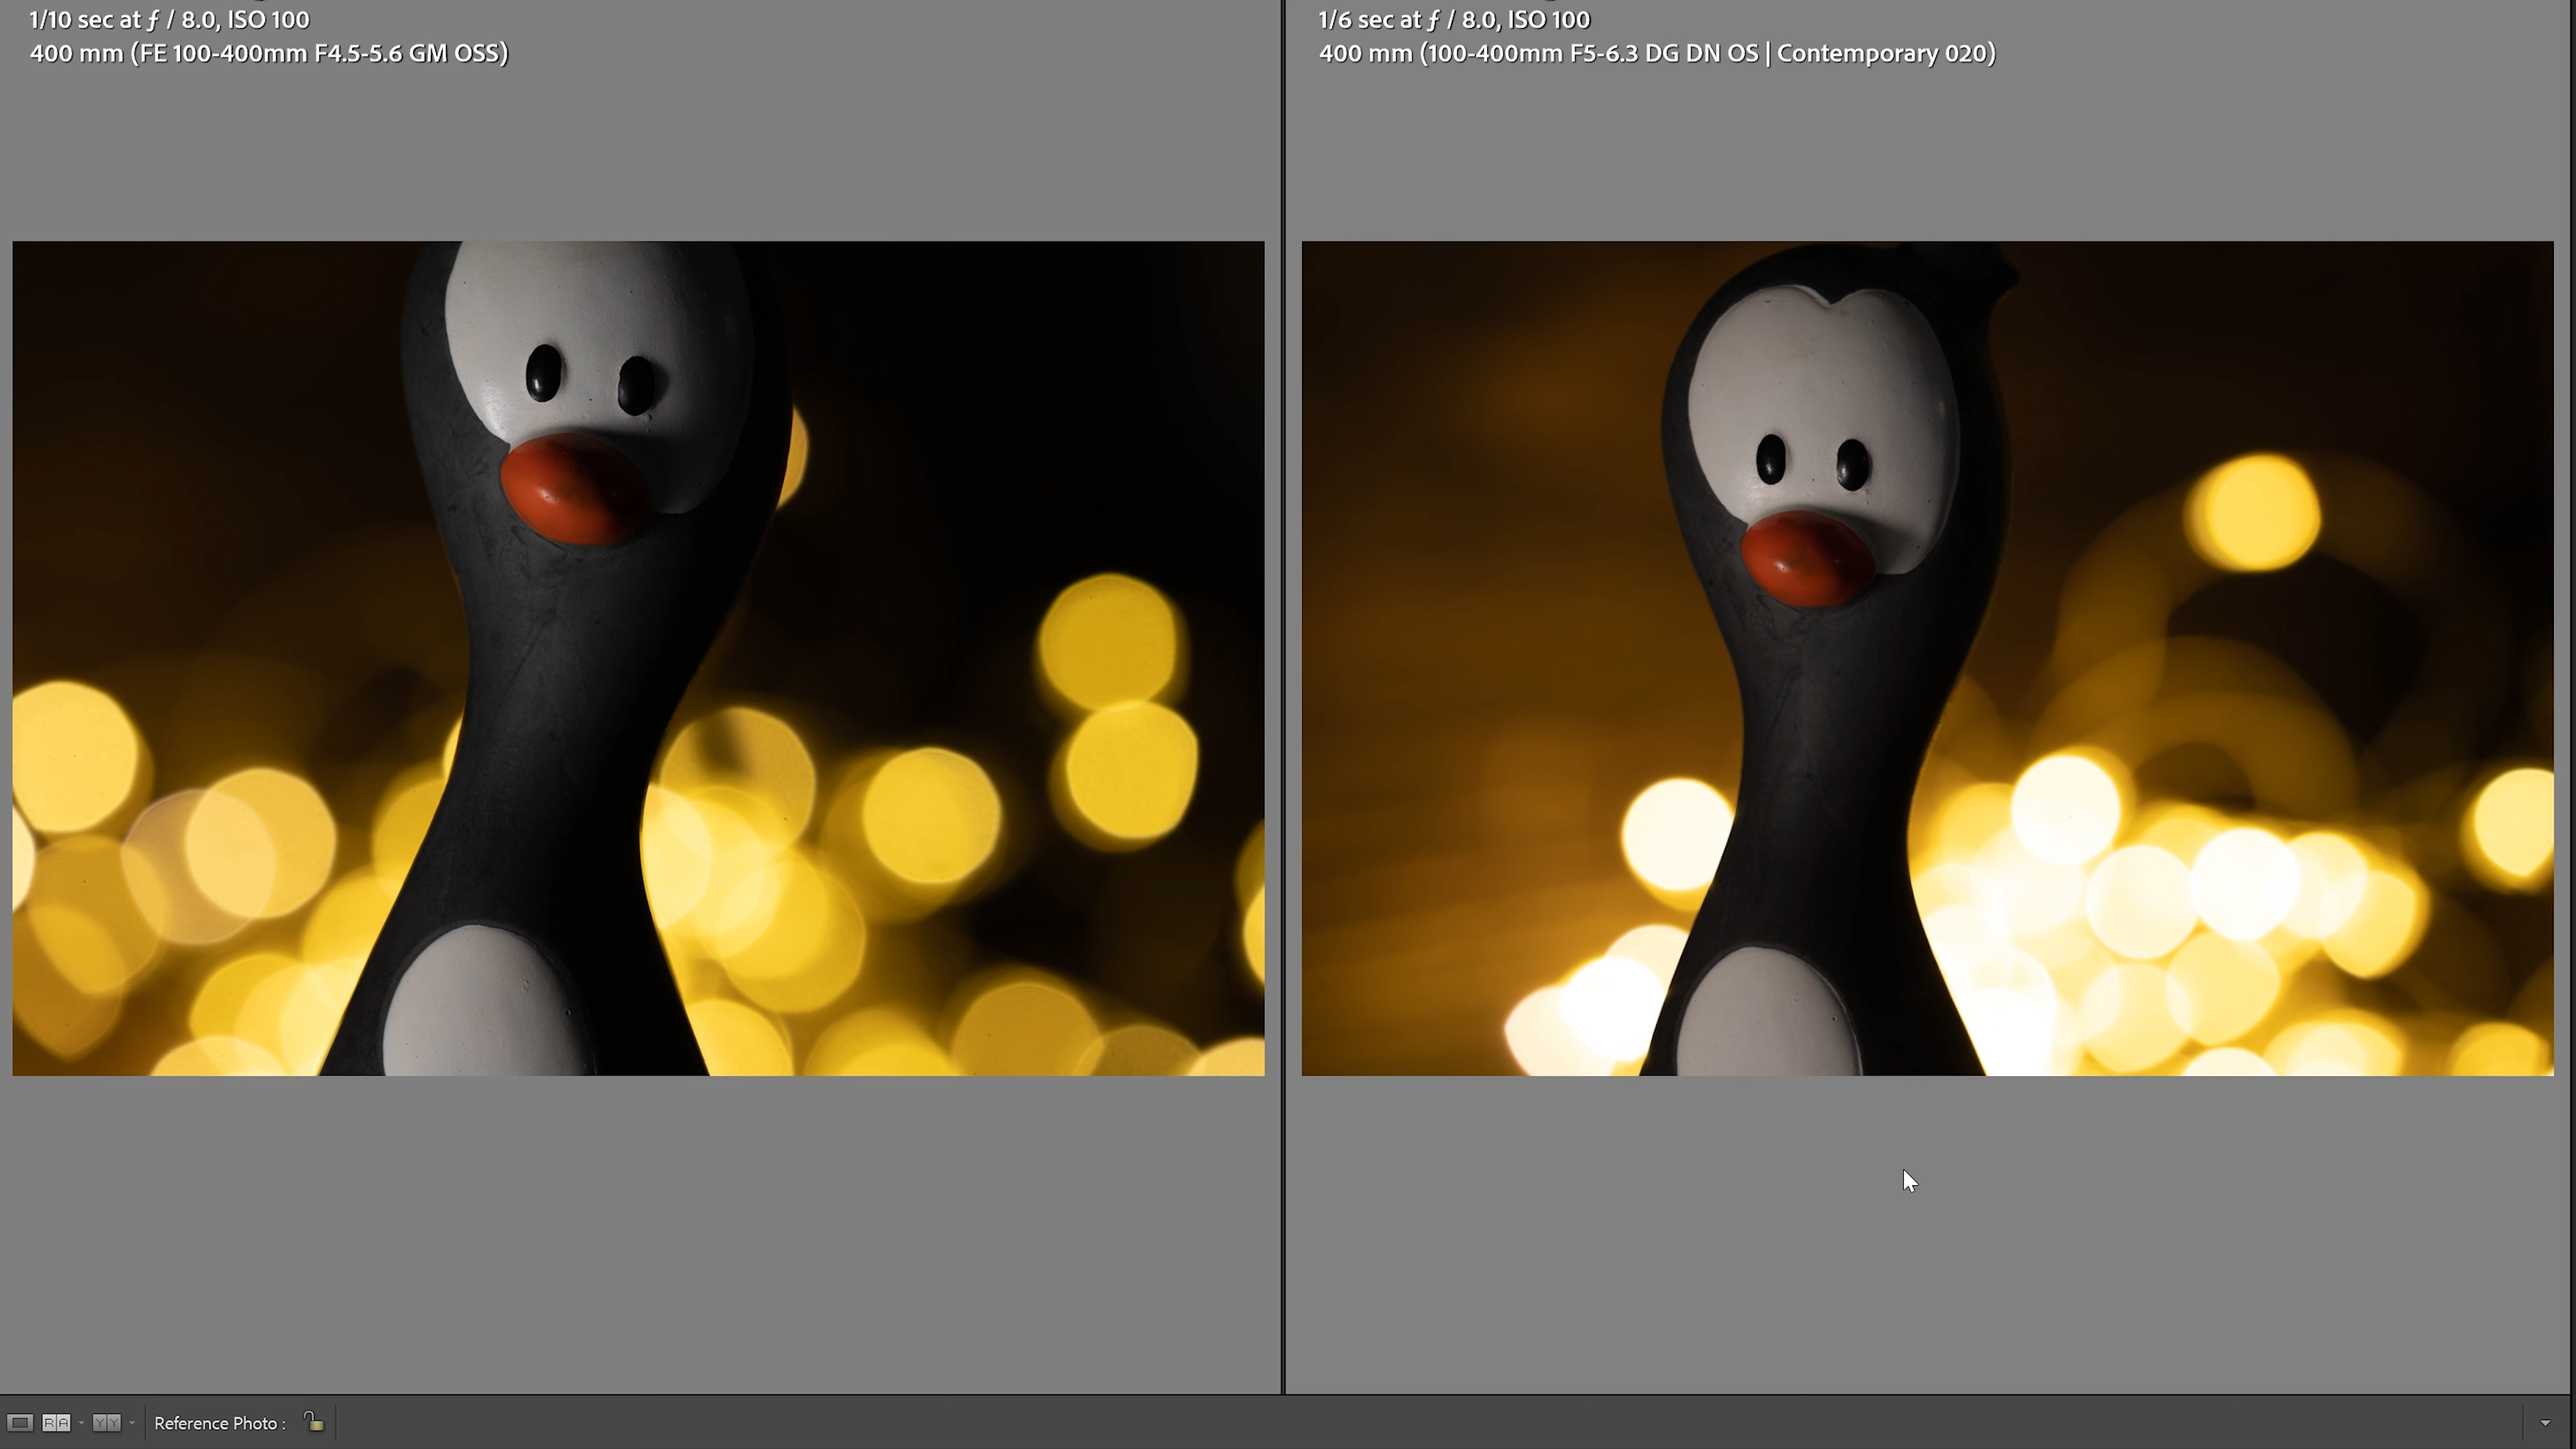 1/10 sec at ƒ / 8.0, ISO 100
400 mm (FE 100-400mm F4.5-5.6 GM OSS)
1/6 sec at ƒ / 8.0, ISO 100
400 mm (100-400mm F5-6.3 DG DN OS | Contemporary 020)
R A
Y Y
Reference Photo :